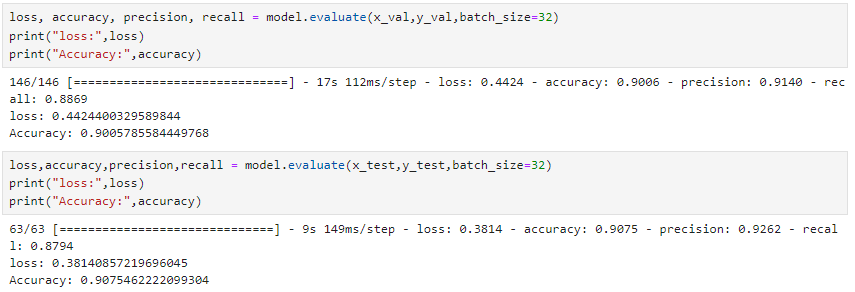 loss, accuracy, precision, recall = model.evaluate(x_val,y_val,batch_size=32)
print("loss:",loss)
print("Accuracy:",accuracy)
146/146 [==============================] - 17s 112ms/step - loss: 0.4424 - accuracy: 0.9006 - precision: 0.9140 - rec
all: 0.8869
loss: 0.4424400329589844
Accuracy: 0.9005785584449768
loss,accuracy,precision,recall = model.evaluate(x_test,y_test,batch_size=32)
print("loss:",loss)
print("Accuracy:",accuracy)
63/63 [==============================] - 9s 149ms/step - loss: 0.3814 - accuracy: 0.9075 - precision: 0.9262 - recal
l: 0.8794
loss: 0.38140857219696045
Accuracy: 0.9075462222099304